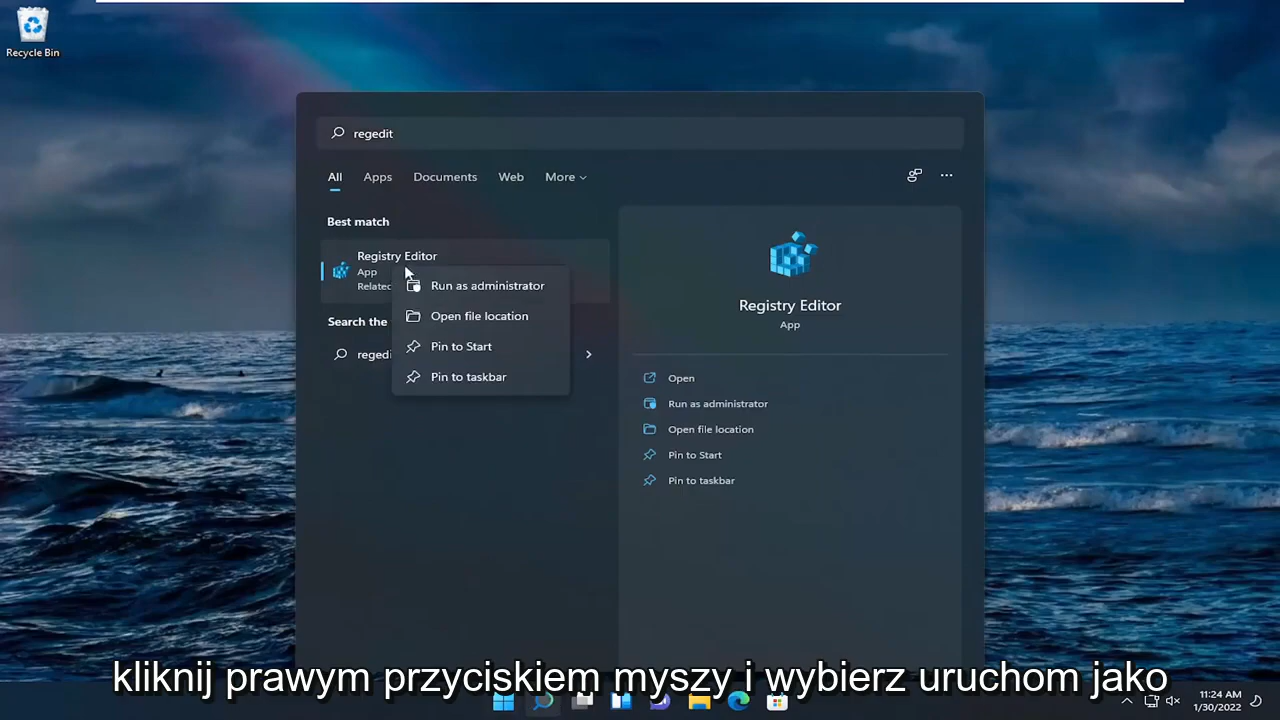 Recycle Bin
regedit
All Apps Documents Web More
Best match
Registry Editor
App
Search the
Run as administrator
Open file location
Pin to Start
Pin to taskbar
Registry Editor
App
Open
Run as administrator
Open file location
Pin to Start
Pin to taskbar
kliknij prawym przyciskiem myszy i wybierz uruchom jako
11:24 AM
1/30/2022